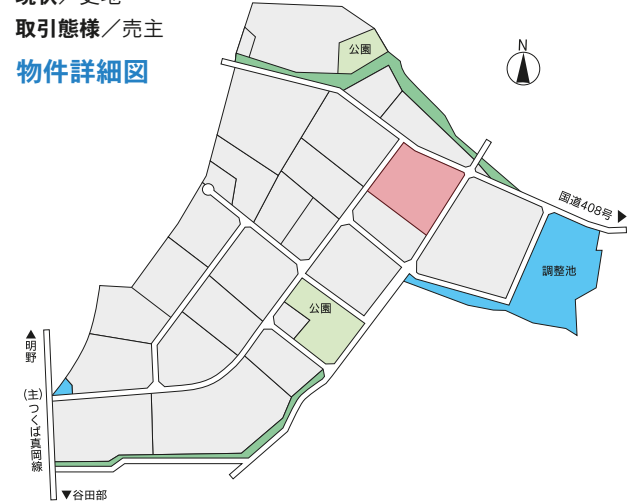 取引態様／売主
物件詳細図
公園
N
国道408号▶
調整池
公園
▲明野
(主)つくば真岡線
▼谷田部